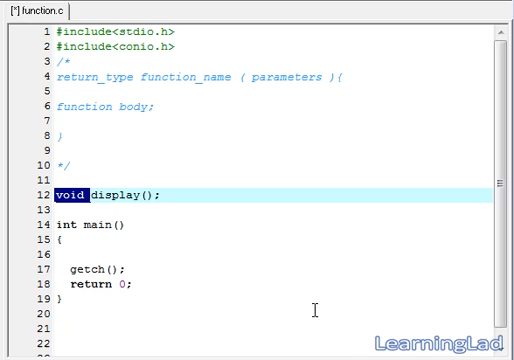 [*] function.c
1 #include<stdio.h>
2 #include<conio.h>
3 /*
4 return_type function_name ( parameters ){
5
6 function body;
7
8 }
9
10 */
11
12 void display();
13
14 int main()
15 {
16
17 getch();
18 return 0;
19 }
20
21
22
LearningLad